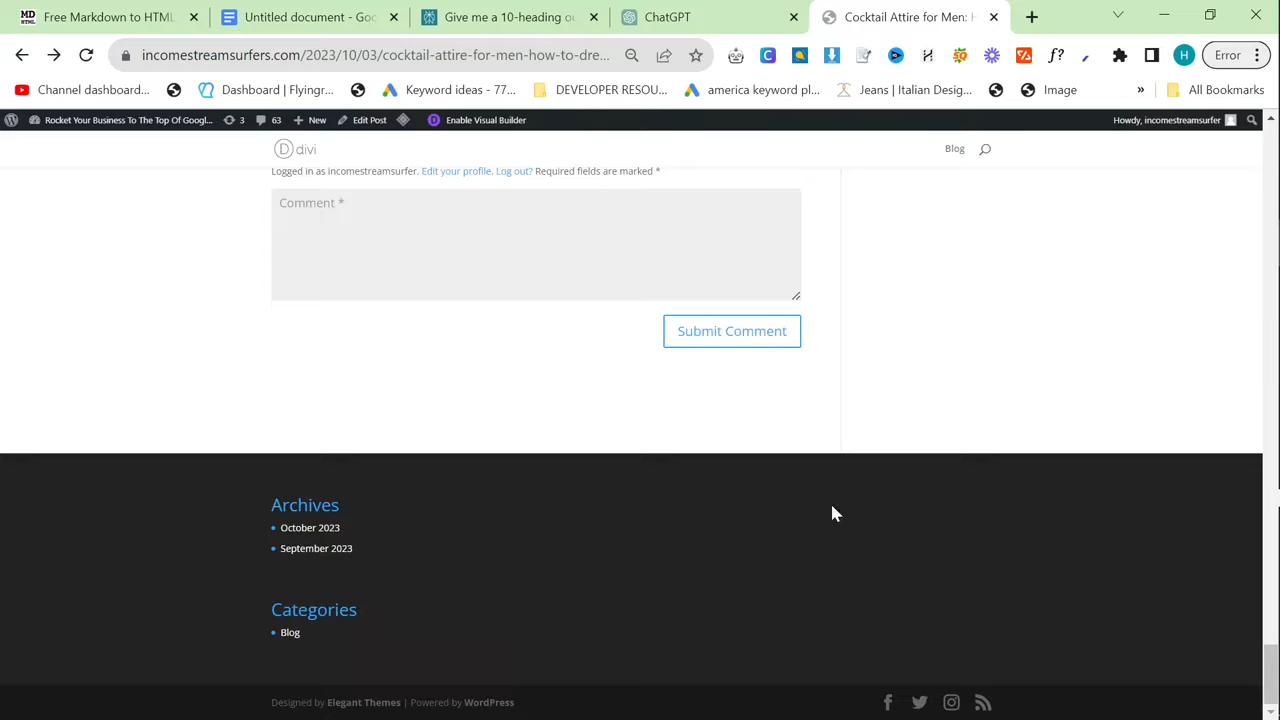 MD HTML Free Markdown to HTML
Untitled document - Goo
Give me a 10-heading ou
ChatGPT
Cocktail Attire for Men: H
incomestreamsurfers.com/2023/10/03/cocktail-attire-for-men-how-to-dre...
C
f?
H
Error
Channel dashboard...
Dashboard | Flyingr...
Keyword ideas - 77...
DEVELOPER RESOU...
america keyword pl...
Jeans | Italian Desig...
Image
»
All Bookmarks
Rocket Your Business To The Top Of Googl...
3
63
New
Edit Post
D Enable Visual Builder
Howdy, incomestreamsurfer
D divi
Blog
Logged in as incomestreamsurfer. Edit your profile. Log out? Required fields are marked *
Comment *
Submit Comment
Archives
October 2023
September 2023
Categories
Blog
Designed by Elegant Themes | Powered by WordPress